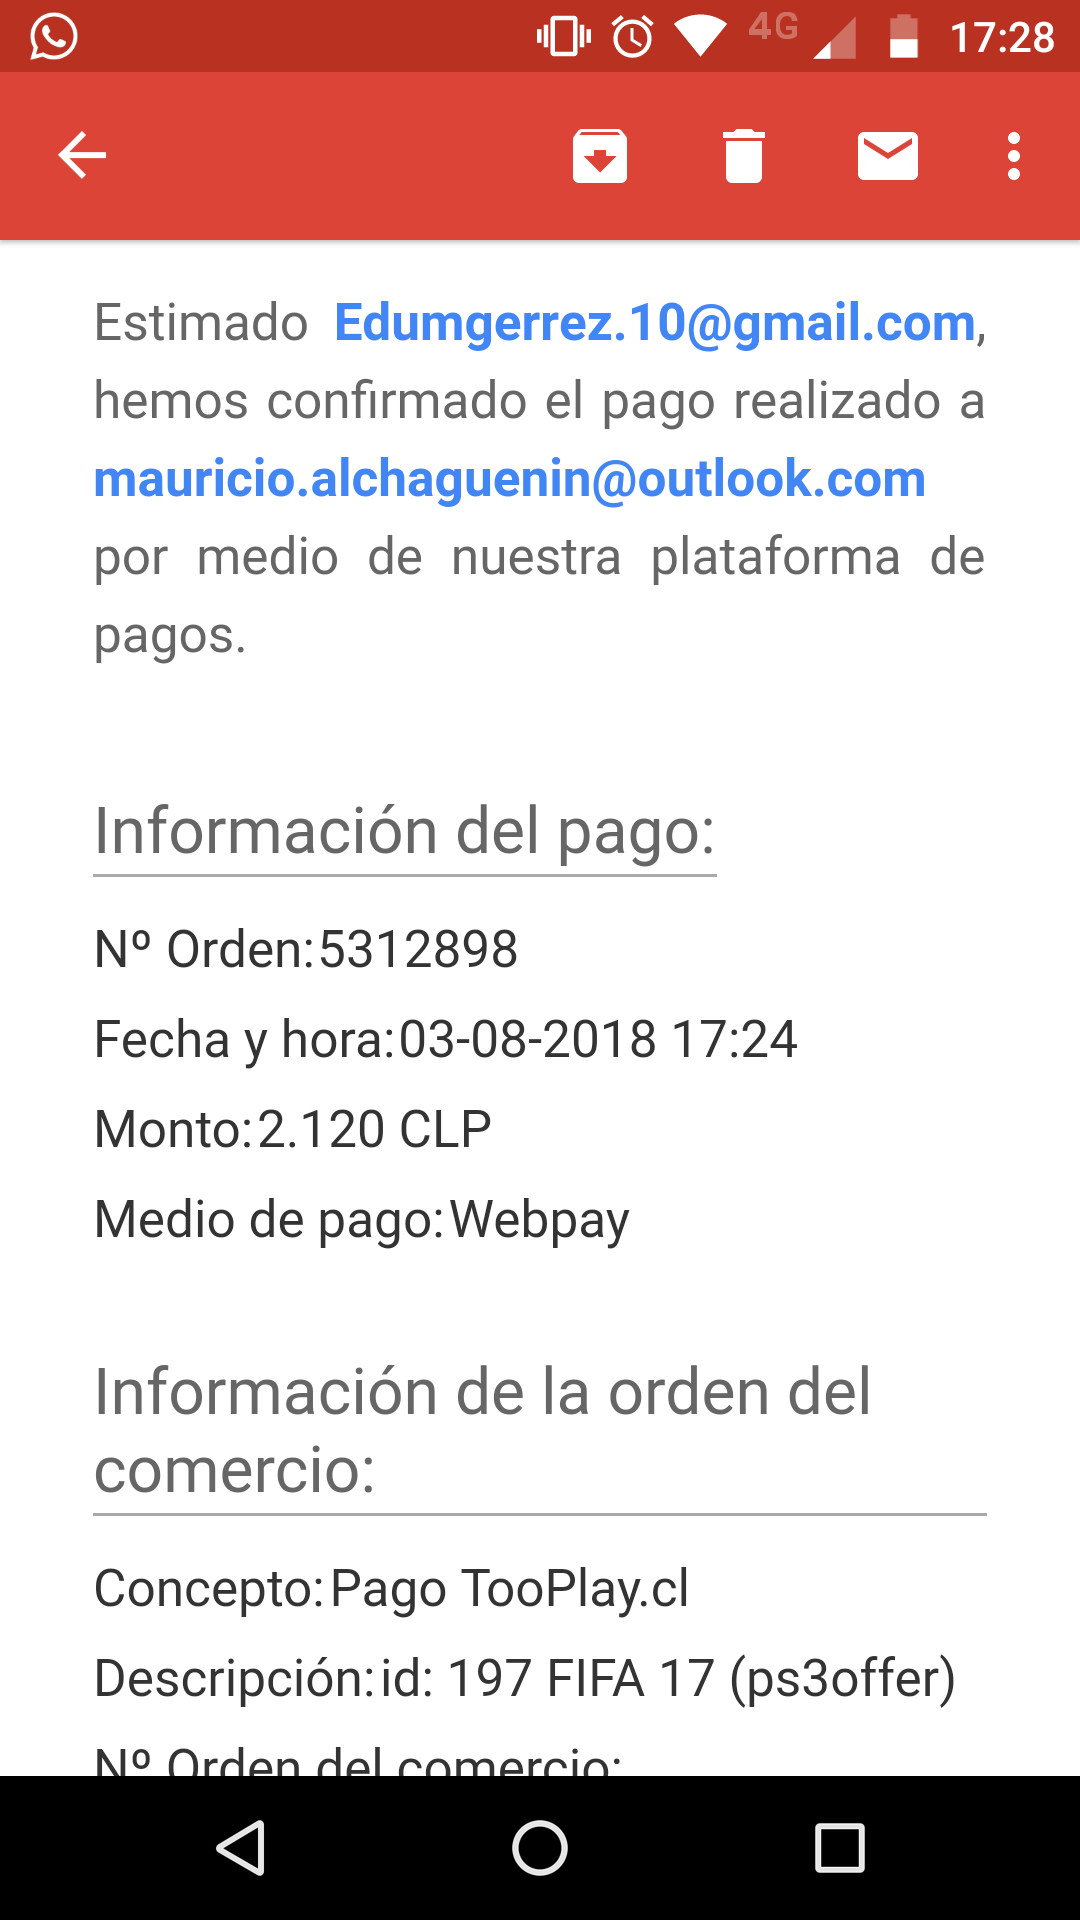 4G 17:28
Estimado Edumgerrez.10@gmail.com,
hemos confirmado el pago realizado a
mauricio.alchaguenin@outlook.com
por medio de nuestra plataforma de
pagos.
Información del pago:
Nº Orden:5312898
Fecha y hora:03-08-2018 17:24
Monto:2.120 CLP
Medio de pago:Webpay
Información de la orden del
comercio:
Concepto:Pago TooPlay.cl
Descripción:id: 197 FIFA 17 (ps3offer)
Nº Orden del comercio: